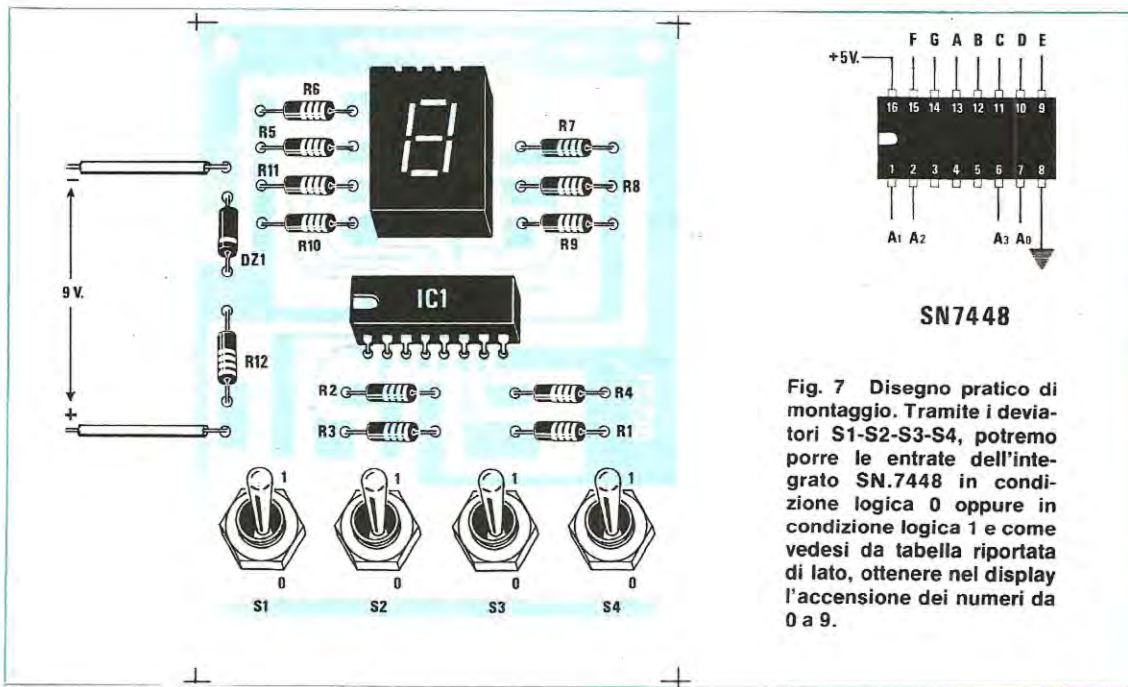 R6
R5
R11
R10
R7
R8
R9
−
DZ1
9 V.
R12
+
IC1
R2
R3
R4
R1
1
1
1
1
0
0
0
0
S1
S2
S3
S4
F G A B C D E
+5V.
16 15 14 13 12 11 10 9
1 2 3 4 5 6 7 8
A1 A2 A3 A0
SN7448
Fig. 7 Disegno pratico di
montaggio. Tramite i devia-
tori S1-S2-S3-S4, potremo
porre le entrate dell'inte-
grato SN.7448 in condi-
zione logica 0 oppure in
condizione logica 1 e come
vedesi da tabella riportata
di lato, ottenere nel display
l'accensione dei numeri da
0 a 9.